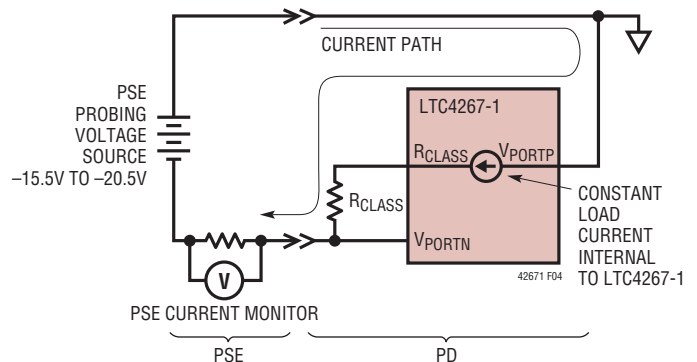 CURRENT PATH
PSE
PROBING
VOLTAGE
SOURCE
–15.5V TO –20.5V
LTC4267-1
RCLASS
VPORTP
RCLASS
CONSTANT
LOAD
CURRENT
INTERNAL
TO LTC4267-1
VPORTN
V
42671 F04
PSE CURRENT MONITOR
PSE
PD